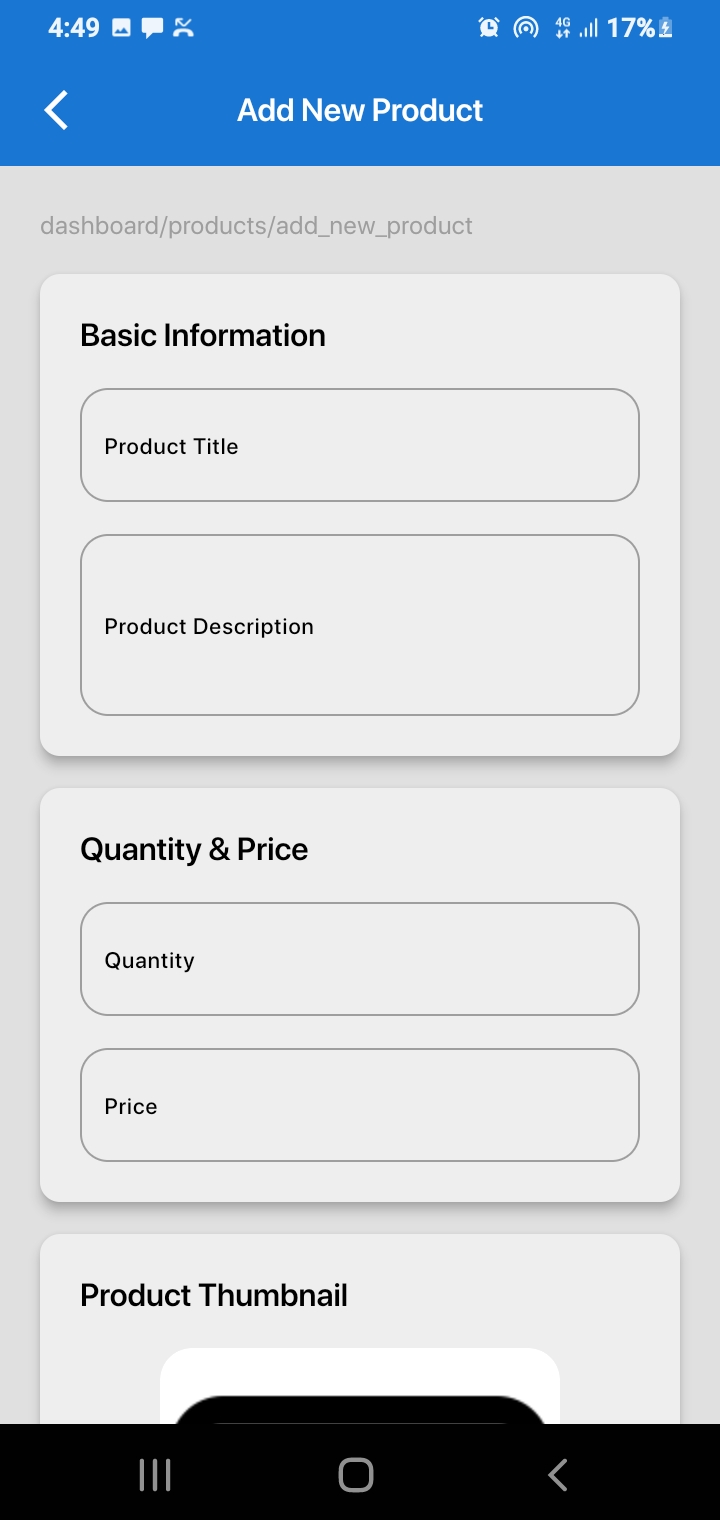 4:49 4G 17%
Add New Product
dashboard/products/add_new_product
Basic Information
Product Title
Product Description
Quantity & Price
Quantity
Price
Product Thumbnail